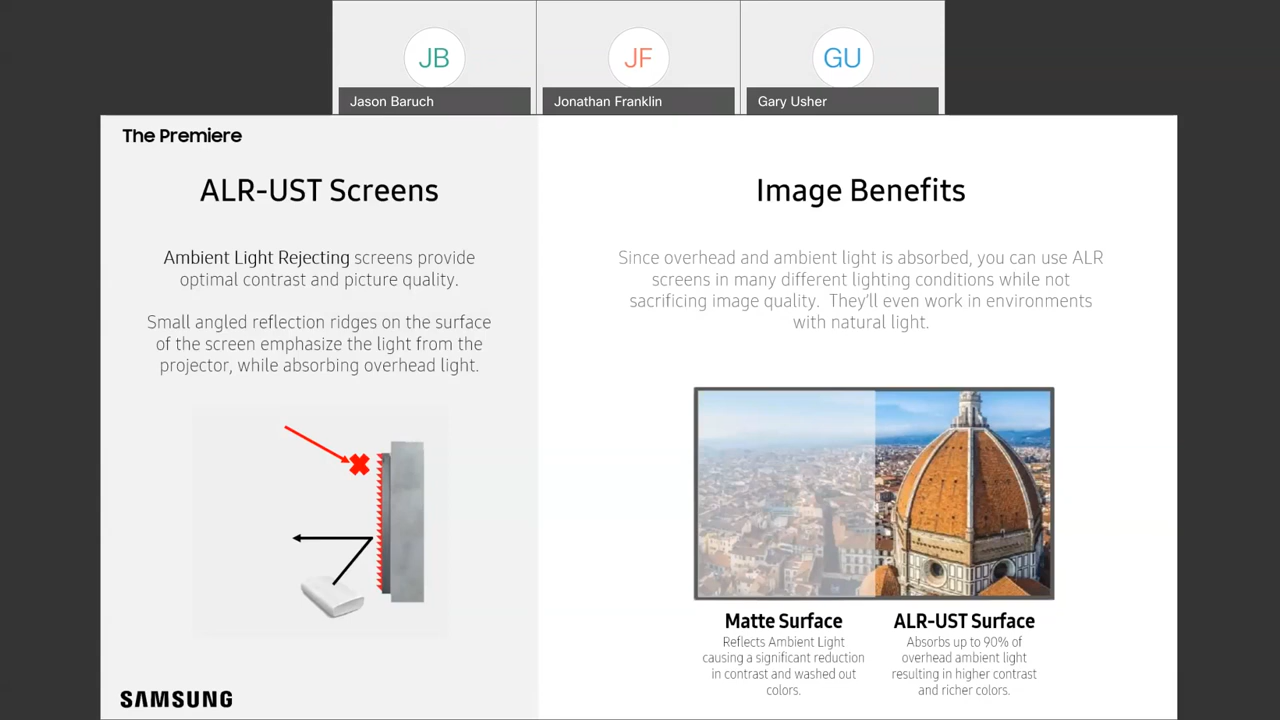 JB
JF
GU
Jason Baruch
Jonathan Franklin
Gary Usher
The Premiere
ALR-UST Screens
Ambient Light Rejecting screens provide
optimal contrast and picture quality.
Small angled reflection ridges on the surface
of the screen emphasize the light from the
projector, while absorbing overhead light.
SAMSUNG
Image Benefits
Since overhead and ambient light is absorbed, you can use ALR
screens in many different lighting conditions while not
sacrificing image quality.  They'll even work in environments
with natural light.
Matte Surface
Reflects Ambient Light
causing a significant reduction
in contrast and washed out
colors.
ALR-UST Surface
Absorbs up to 90% of
overhead ambient light
resulting in higher contrast
and richer colors.